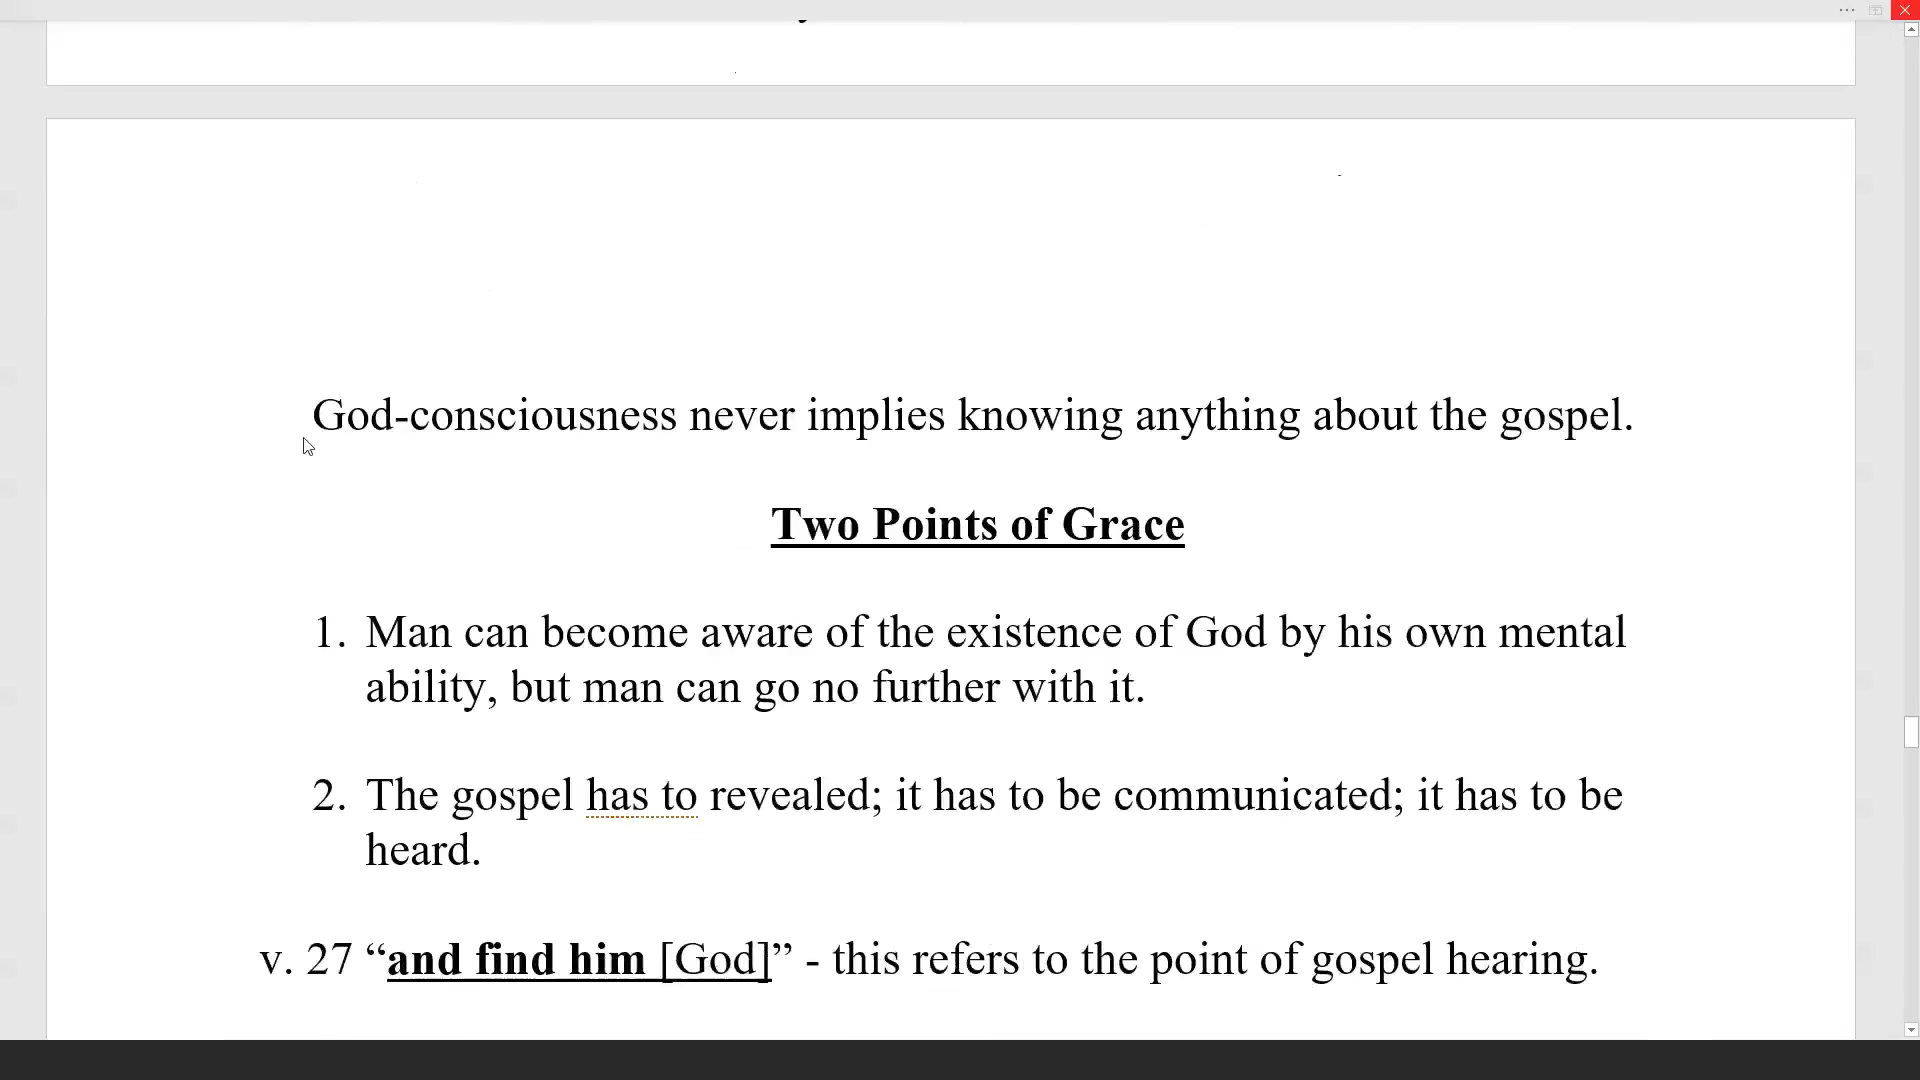 God-consciousness never implies knowing anything about the gospel.
Two Points of Grace
1. Man can become aware of the existence of God by his own mental
ability, but man can go no further with it.
2. The gospel has to revealed; it has to be communicated; it has to be
heard.
v. 27 “and find him [God]” - this refers to the point of gospel hearing.